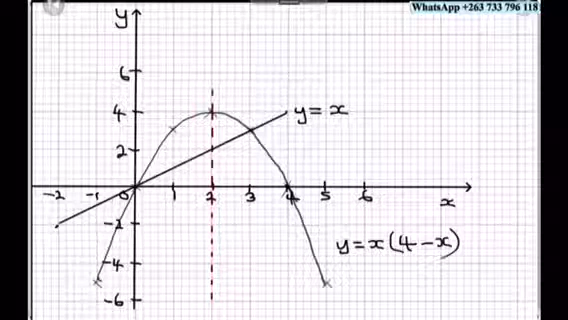 WhatsApp +263 733 796 118
y
6
4
y = x
2
-2 -1 0 1 2 3 4 5 6
x
-2
y = x(4 - x)
-4
-6